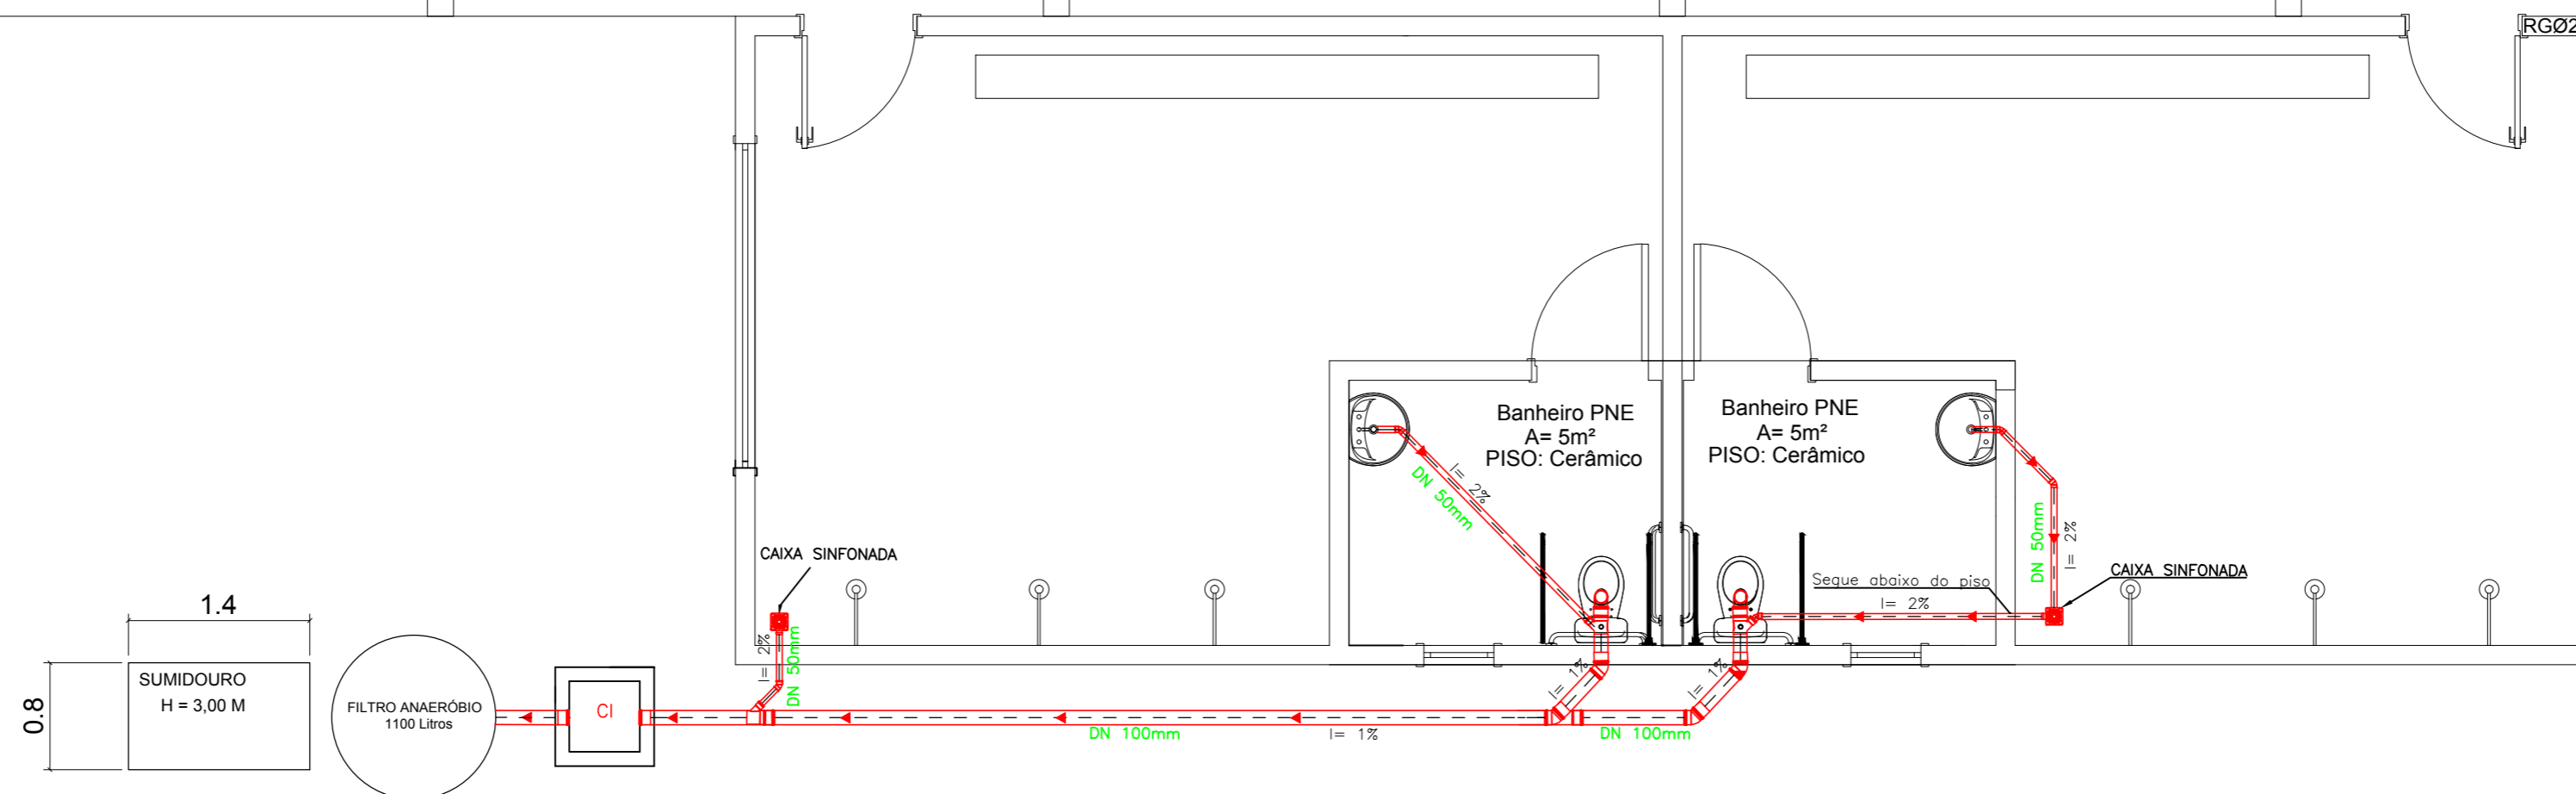 RGØ2
Banheiro PNE
A= 5m²
PISO: Cerâmico
Banheiro PNE
A= 5m²
PISO: Cerâmico
I= 2%
DN 50mm
DN 50mm
I= 2%
CAIXA SINFONADA
CAIXA SINFONADA
Segue abaixo do piso
I= 2%
1.4
0.8
SUMIDOURO
H = 3,00 M
FILTRO ANAERÓBIO
1100 Litros
CI
I= 2%
DN 50mm
I= 1%
I= 1%
DN 100mm
I= 1%
DN 100mm